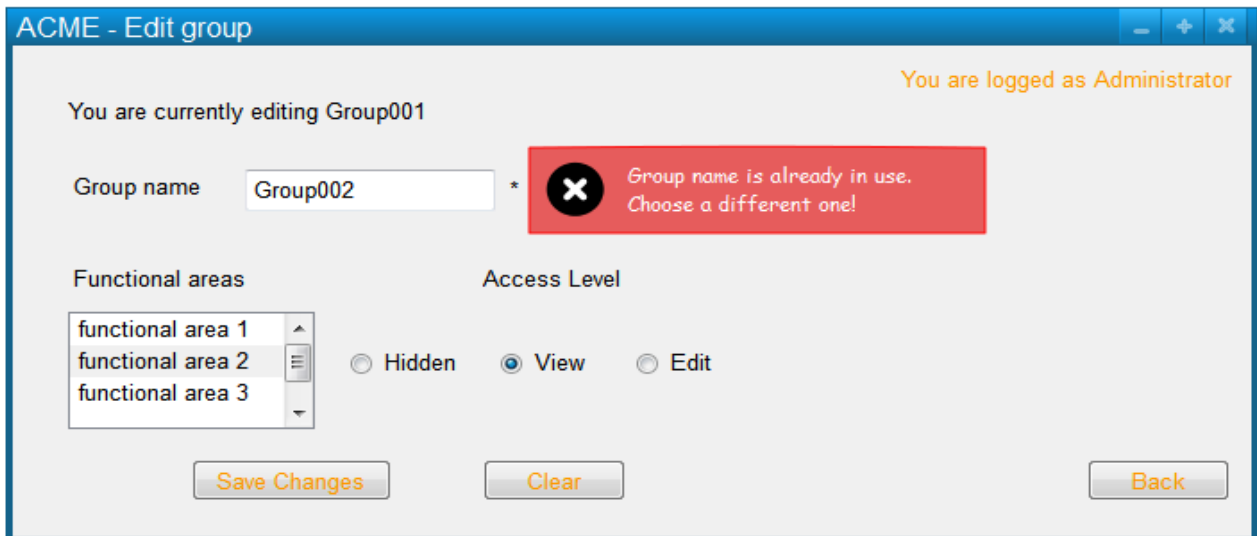 ACME - Edit group
You are logged as Administrator
You are currently editing Group001
Group name Group002 * Group name is already in use.
Choose a different one!
Functional areas Access Level
functional area 1
functional area 2 Hidden View Edit
functional area 3
Save Changes Clear Back